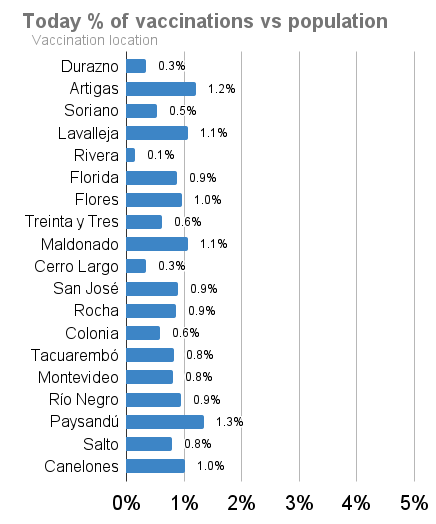 Today % of vaccinations vs population
Vaccination location
Durazno 0.3%
Artigas 1.2%
Soriano 0.5%
Lavalleja 1.1%
Rivera 0.1%
Florida 0.9%
Flores 1.0%
Treinta y Tres 0.6%
Maldonado 1.1%
Cerro Largo 0.3%
San José 0.9%
Rocha 0.9%
Colonia 0.6%
Tacuarembó 0.8%
Montevideo 0.8%
Río Negro 0.9%
Paysandú 1.3%
Salto 0.8%
Canelones 1.0%
0% 1% 2% 3% 4% 5%